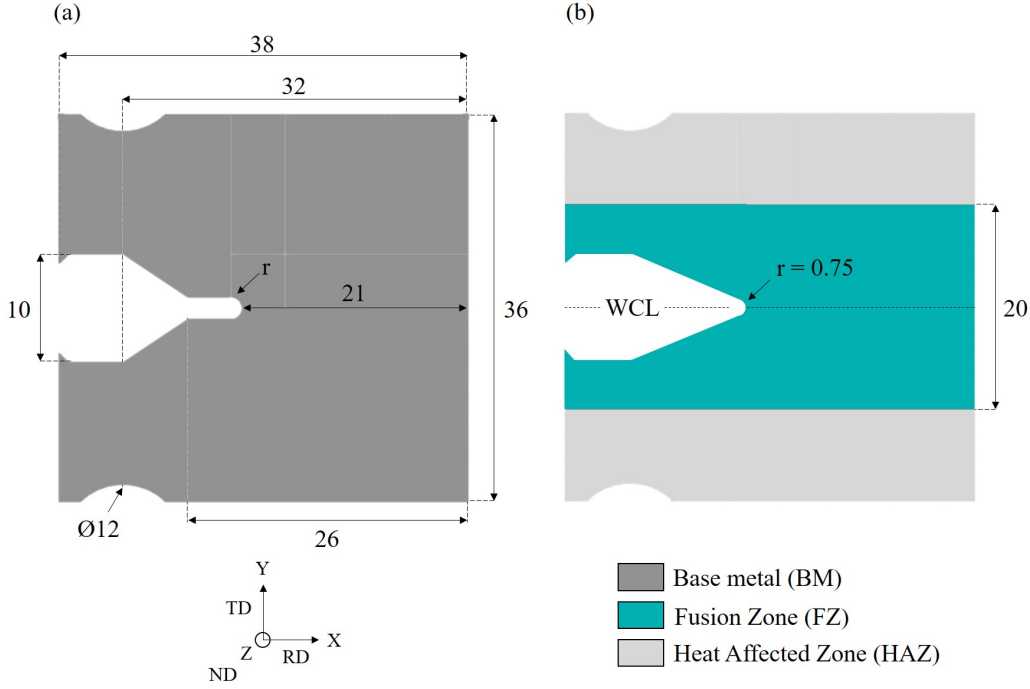 (a)
(b)
38
32
r
21
10
36
Ø12
26
r = 0.75
WCL
20
Y
TD
X
Z
RD
ND
Base metal (BM)
Fusion Zone (FZ)
Heat Affected Zone (HAZ)